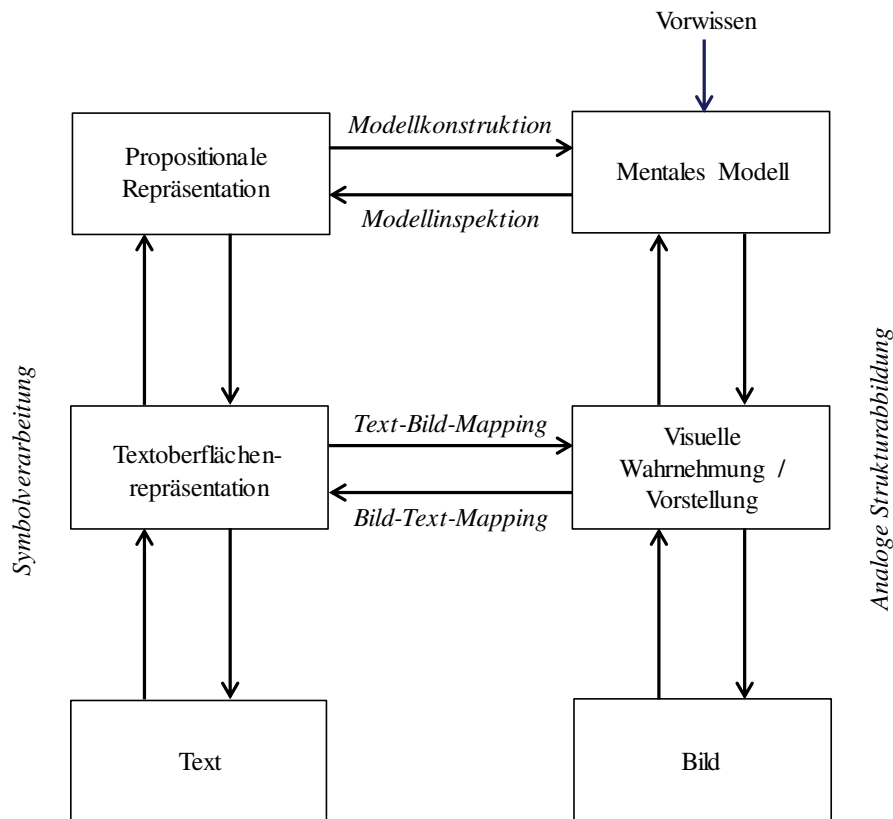 Vorwissen
Modellkonstruktion
Propositionale
Repräsentation
Mentales Modell
Modellinspektion
Symbolverarbeitung
Analoge Strukturabbildung
Text-Bild-Mapping
Textoberflächen-
repräsentation
Visuelle
Wahrnehmung /
Vorstellung
Bild-Text-Mapping
Text
Bild